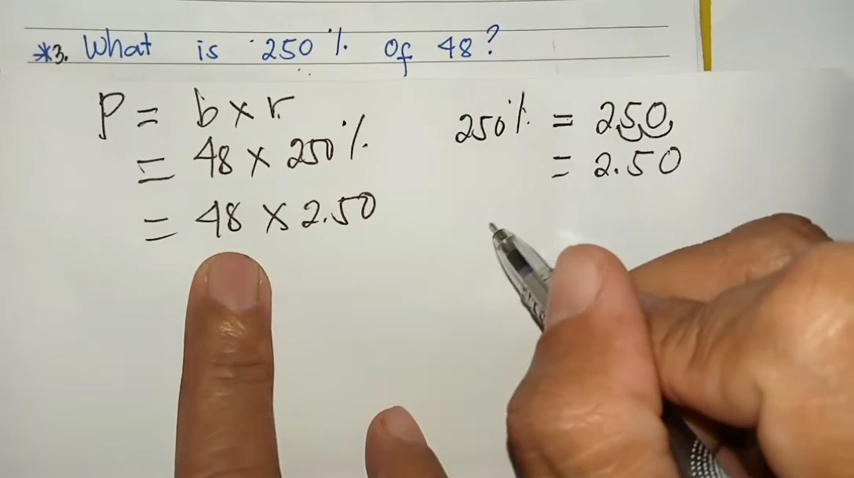 *3. What is 250% of 48?
P = b x r
= 48 x 250%
= 48 x 2.50
250% = 250.
= 2.50